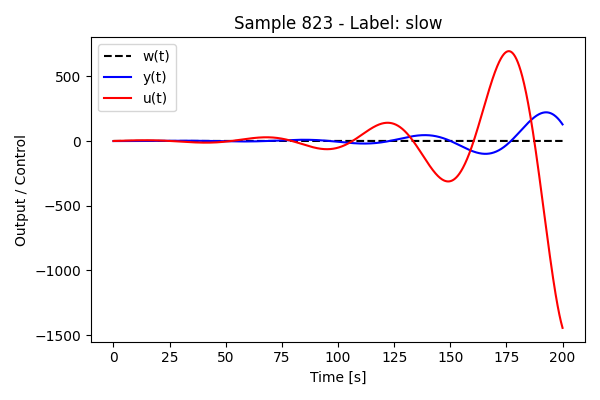 Sample 823 - Label: slow
w(t)
y(t)
u(t)
Output / Control
500
0
−500
−1000
−1500
0 25 50 75 100 125 150 175 200
Time [s]